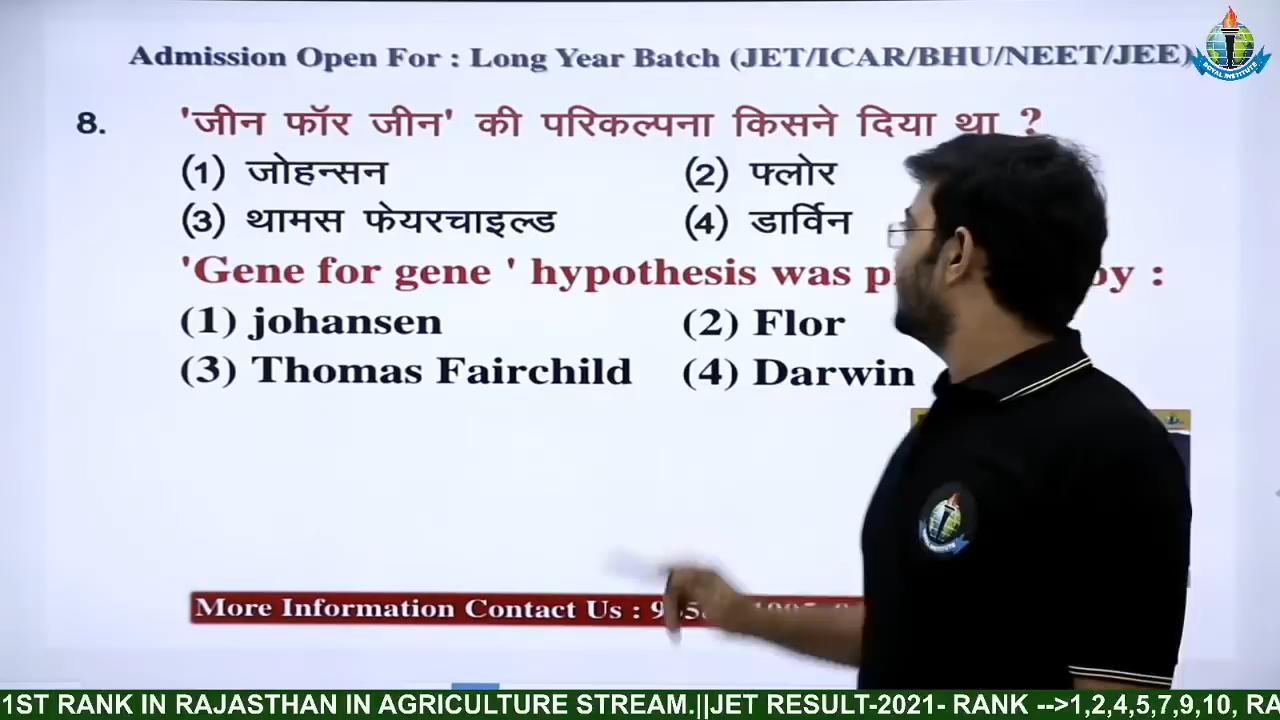 Admission Open For : Long Year Batch (JET/ICAR/BHU/NEET/JEE)
ROYAL INSTITUTE
8. 'जीन फॉर जीन' की परिकल्पना किसने दिया था ?
(1) जोहन्सन (2) फ्लोर
(3) थामस फेयरचाइल्ड (4) डार्विन
'Gene for gene ' hypothesis was by :
(1) johansen (2) Flor
(3) Thomas Fairchild (4) Darwin
More Information Contact Us :
1ST RANK IN RAJASTHAN IN AGRICULTURE STREAM.||JET RESULT-2021- RANK -->1,2,4,5,7,9,10, RA